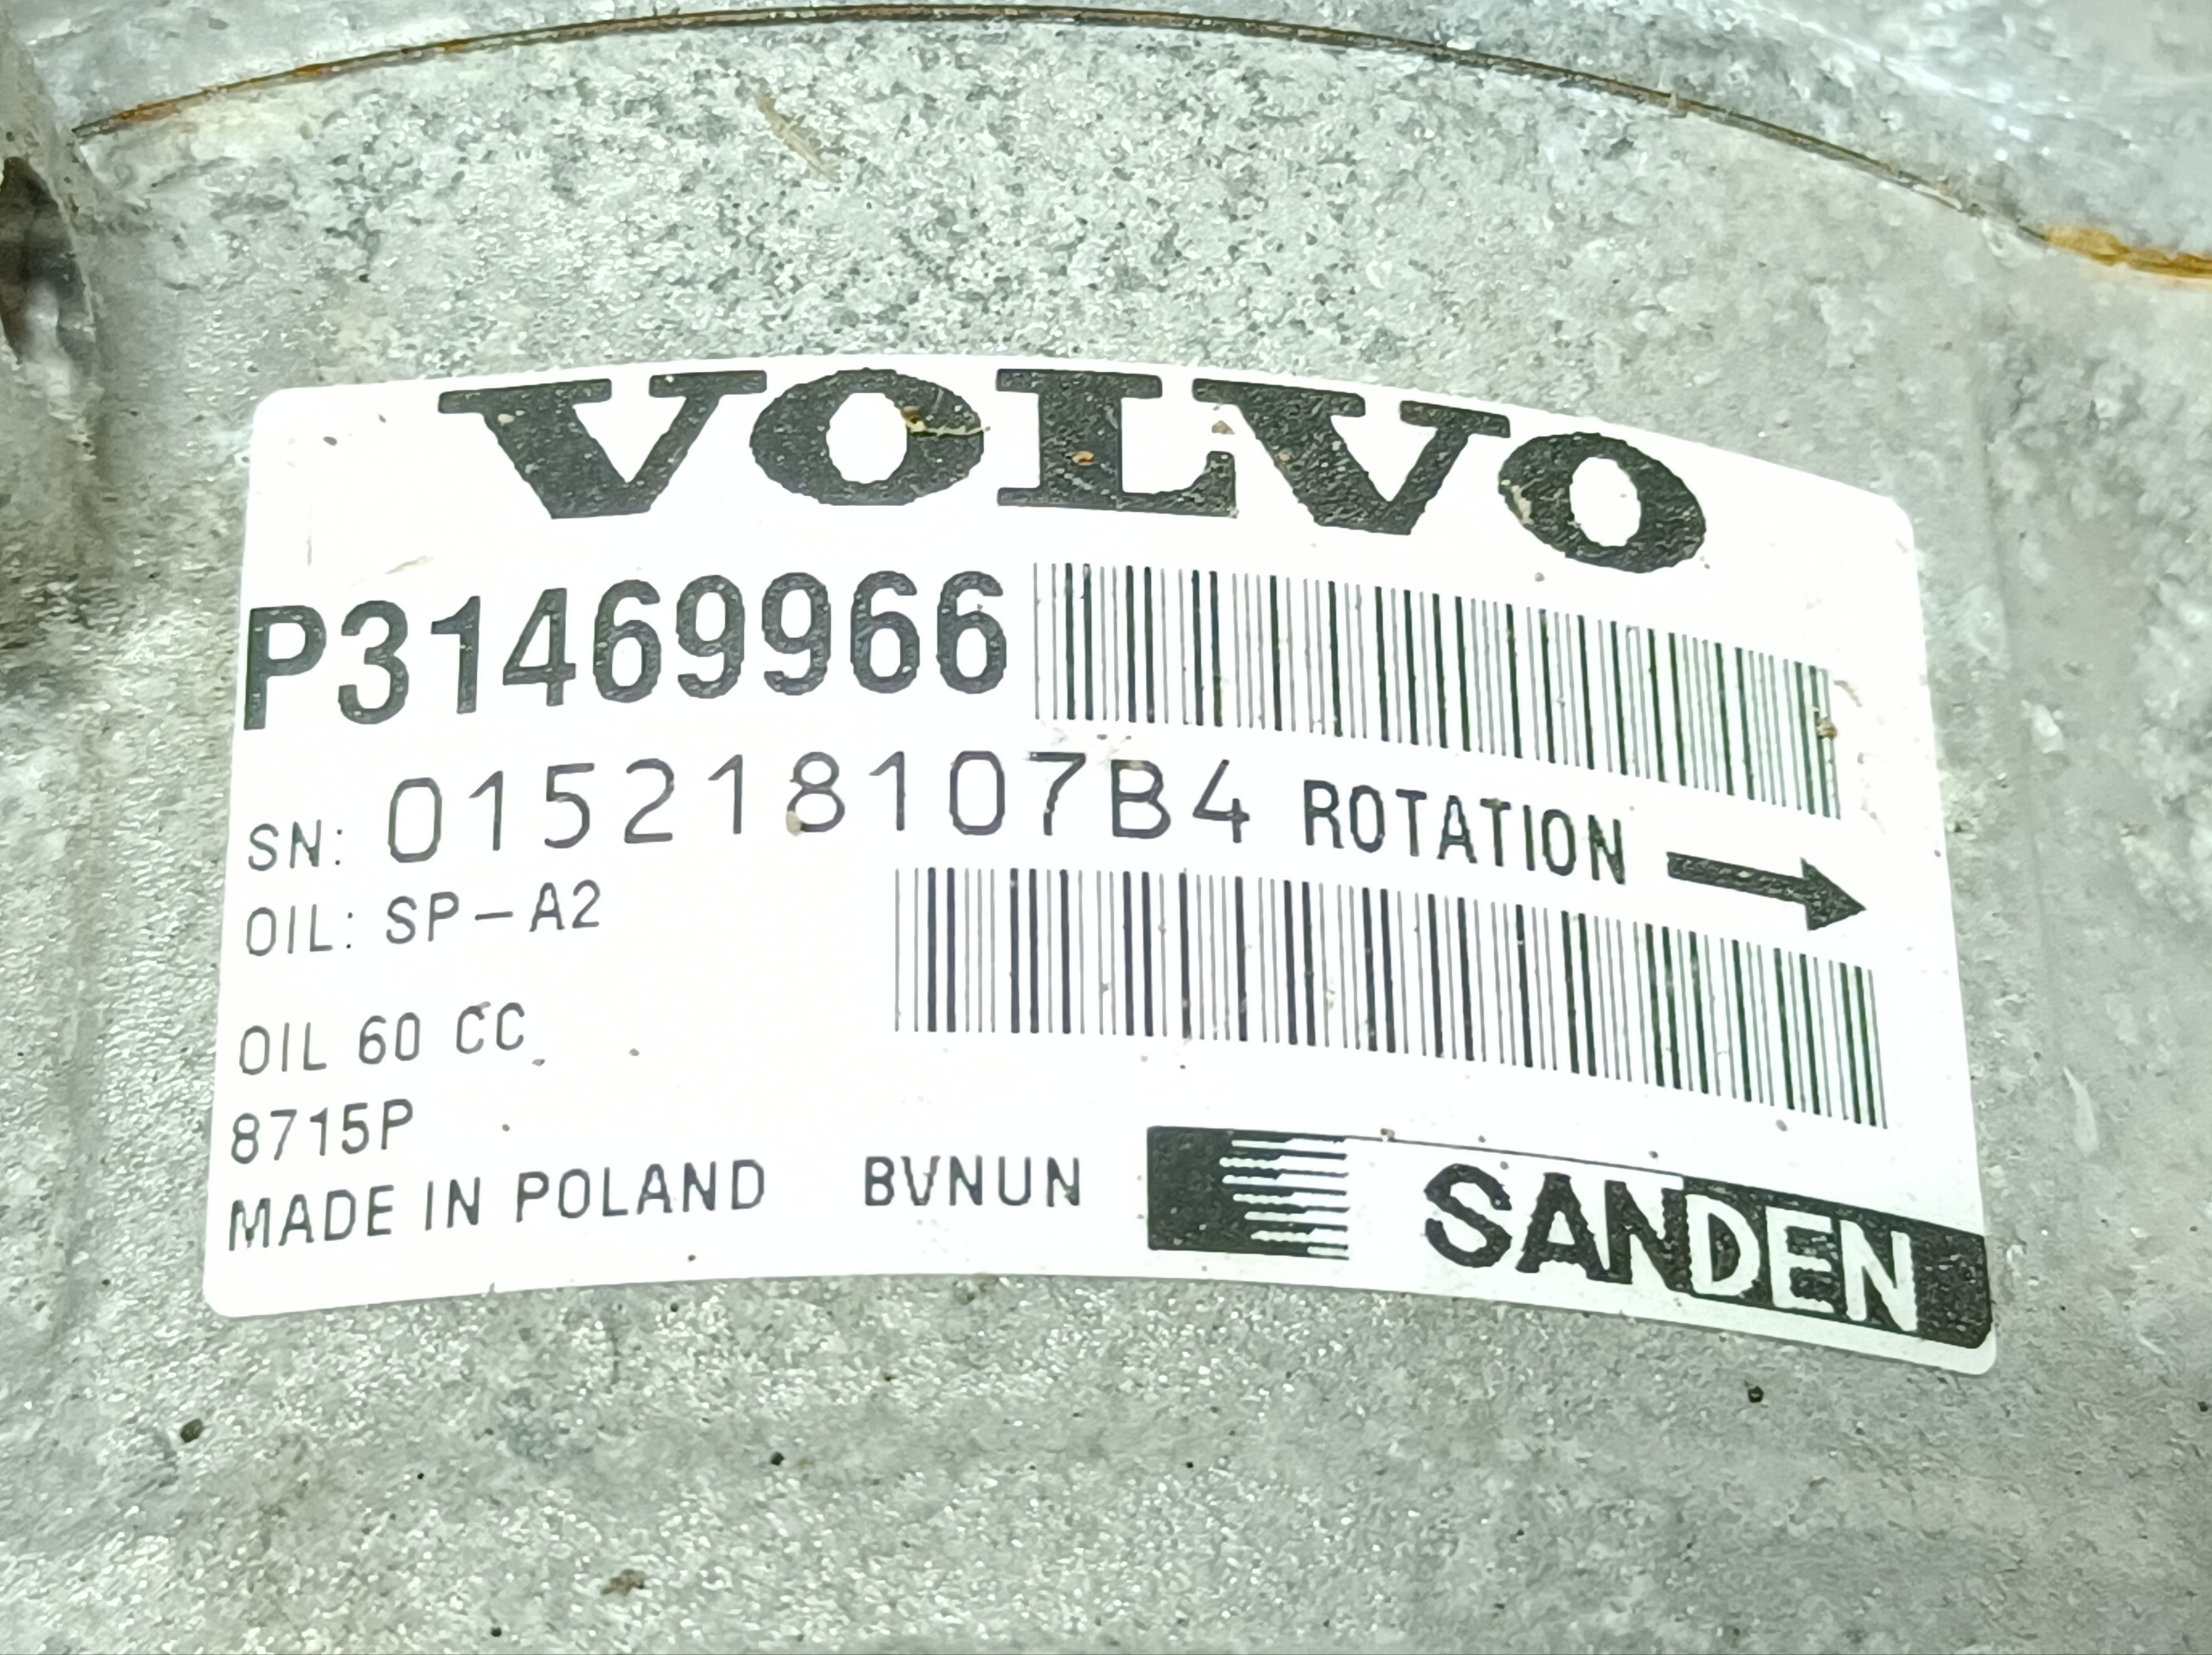 VOLVO
P31469966
SN: 015218107B4 ROTATION
OIL: SP-A2
OIL 60 CC
8715P
MADE IN POLAND BVNUN
SANDEN